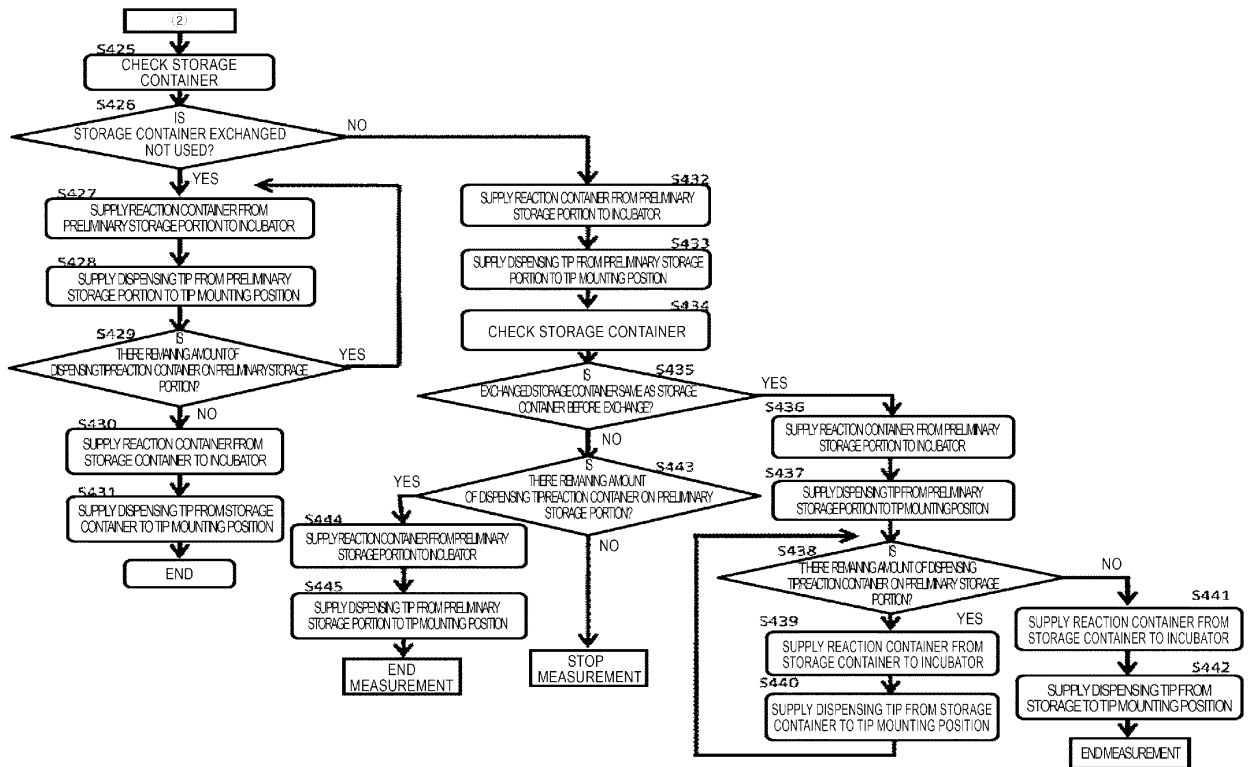 ②
S425
CHECK STORAGE
CONTAINER
S426
IS
STORAGE CONTAINER EXCHANGED
NOT USED?
NO
YES
S427
SUPPLY REACTION CONTAINER FROM
PRELIMINARY STORAGE PORTION TO INCUBATOR
S428
SUPPLY DISPENSING TIP FROM PRELIMINARY
STORAGE PORTION TO TIP MOUNTING POSITION
S429
IS
THERE REMAINING AMOUNT OF
DISPENSING TIP/REACTION CONTAINER ON PRELIMINARY STORAGE
PORTION?
YES
NO
S430
SUPPLY REACTION CONTAINER FROM
STORAGE CONTAINER TO INCUBATOR
S431
SUPPLY DISPENSING TIP FROM STORAGE
CONTAINER TO TIP MOUNTING POSITION
END
S432
SUPPLY REACTION CONTAINER FROM PRELIMINARY
STORAGE PORTION TO INCUBATOR
S433
SUPPLY DISPENSING TIP FROM PRELIMINARY STORAGE
PORTION TO TIP MOUNTING POSITION
S434
CHECK STORAGE CONTAINER
S435
IS
EXCHANGED STORAGE CONTAINER SAME AS STORAGE
CONTAINER BEFORE EXCHANGE?
YES
NO
S443
IS
THERE REMAINING AMOUNT
OF DISPENSING TIP/REACTION CONTAINER ON PRELIMINARY
STORAGE PORTION?
YES
NO
S444
SUPPLY REACTION CONTAINER FROM PRELIMINARY
STORAGE PORTION TO INCUBATOR
S445
SUPPLY DISPENSING TIP FROM PRELIMINARY
STORAGE PORTION TO TIP MOUNTING POSITION
END
MEASUREMENT
STOP
MEASUREMENT
S436
SUPPLY REACTION CONTAINER FROM PRELIMINARY
STORAGE PORTION TO INCUBATOR
S437
SUPPLY DISPENSING TIP FROM PRELIMINARY
STORAGE PORTION TO TIP MOUNTING POSITON
S438
IS
THERE REMAINING AMOUNT OF DISPENSING
TIP/REACTION CONTAINER ON PRELIMINARY STORAGE
PORTION?
NO
YES
S439
SUPPLY REACTION CONTAINER FROM
STORAGE CONTAINER TO INCUBATOR
S440
SUPPLY DISPENSING TIP FROM STORAGE
CONTAINER TO TIP MOUNTING POSITION
S441
SUPPLY REACTION CONTAINER FROM
STORAGE CONTAINER TO INCUBATOR
S442
SUPPLY DISPENSING TIP FROM
STORAGE TO TIP MOUNTING POSITION
END MEASUREMENT